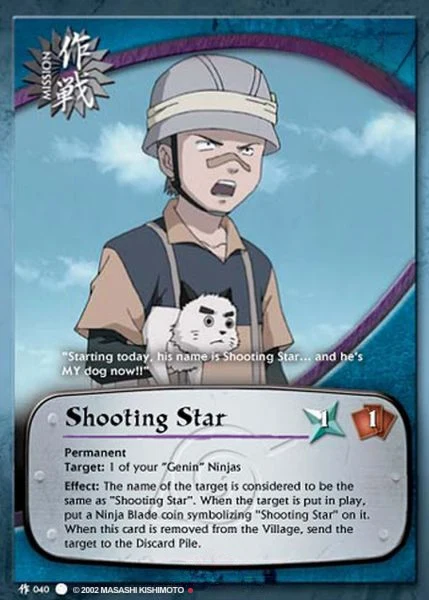 作戦
MISSION
"Starting today, his name is Shooting Star... and he's
MY dog now!!"
Shooting Star
1
1
Permanent
Target: 1 of your "Genin" Ninjas
Effect: The name of the target is considered to be the
same as "Shooting Star". When the target is put in play,
put a Ninja Blade coin symbolizing "Shooting Star" on it.
When this card is removed from the Village, send
the target to the Discard Pile.
作 040
© 2002 MASASHI KISHIMOTO